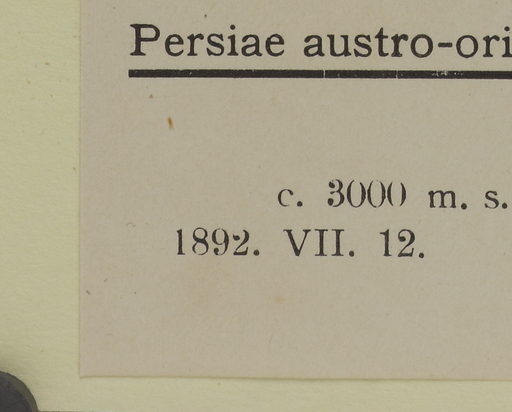 Persiae austro-ori
c. 3000 m. s.
1892. VII. 12.